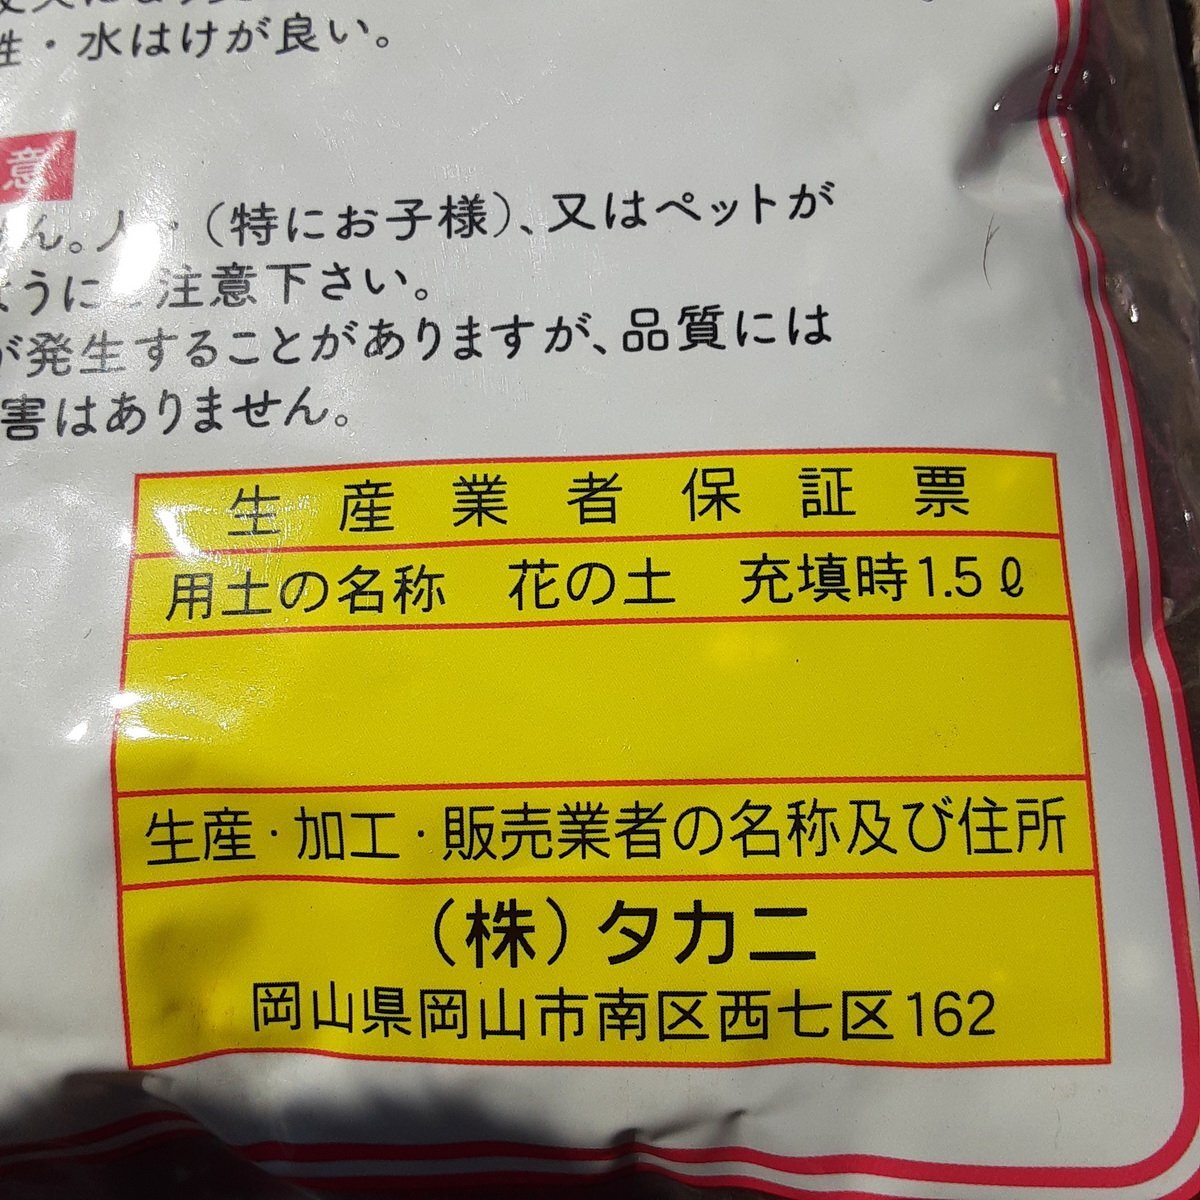 性・水はけが良い。
意
ん。人・(特にお子様)、又はペットが
ようにご注意下さい。
が発生することがありますが、品質には
害はありません。
生産業者保証票
用土の名称 花の土 充填時1.5ℓ
生産・加工・販売業者の名称及び住所
(株)タカニ
岡山県岡山市南区西七区162